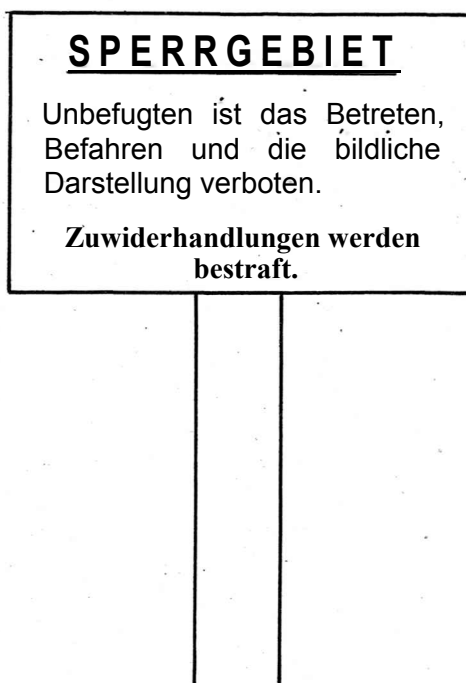 SPERRGEBIET
Unbefugten ist das Betreten,
Befahren und die bildliche
Darstellung verboten.
Zuwiderhandlungen werden
bestraft.